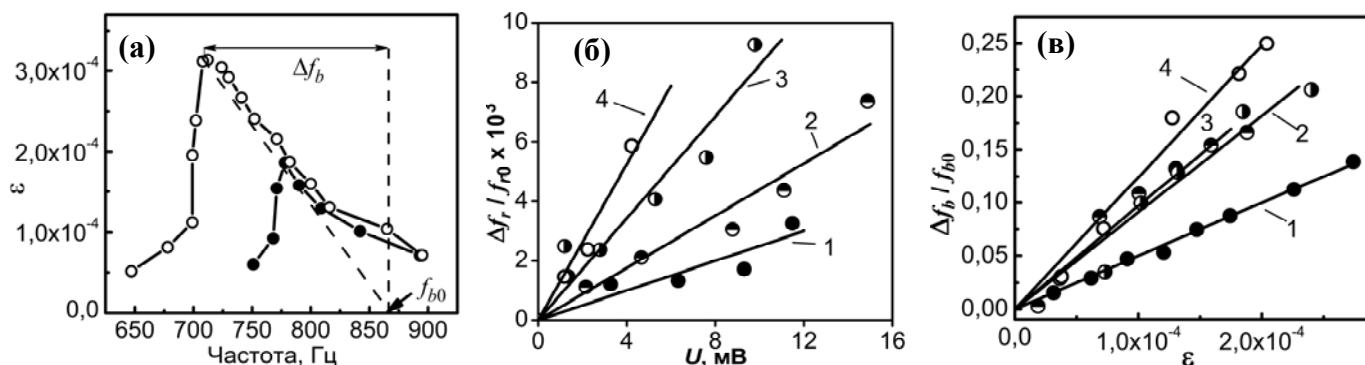 (а)
3,0x10⁻⁴
2,0x10⁻⁴
1,0x10⁻⁴
0,0
ε
Δf_b
f_b0
650 700 750 800 850 900
Частота, Гц
(б)
10
8
6
4
2
0
Δf_r / f_r0 x 10⁻³
4
3
2
1
0 4 8 12 16
U, мВ
(в)
0,25
0,20
0,15
0,10
0,05
0,00
Δf_b / f_b0
4
3
2
1
0,0 1,0x10⁻⁴ 2,0x10⁻⁴
ε